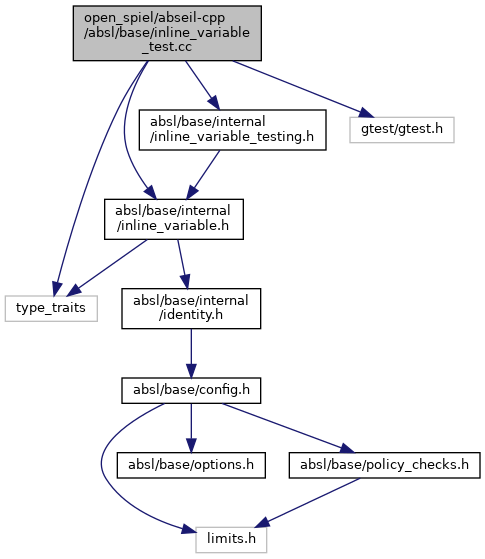 open_spiel/abseil-cpp
/absl/base/inline_variable
_test.cc
absl/base/internal
/inline_variable_testing.h
gtest/gtest.h
absl/base/internal
/inline_variable.h
type_traits
absl/base/internal
/identity.h
absl/base/config.h
absl/base/options.h
absl/base/policy_checks.h
limits.h